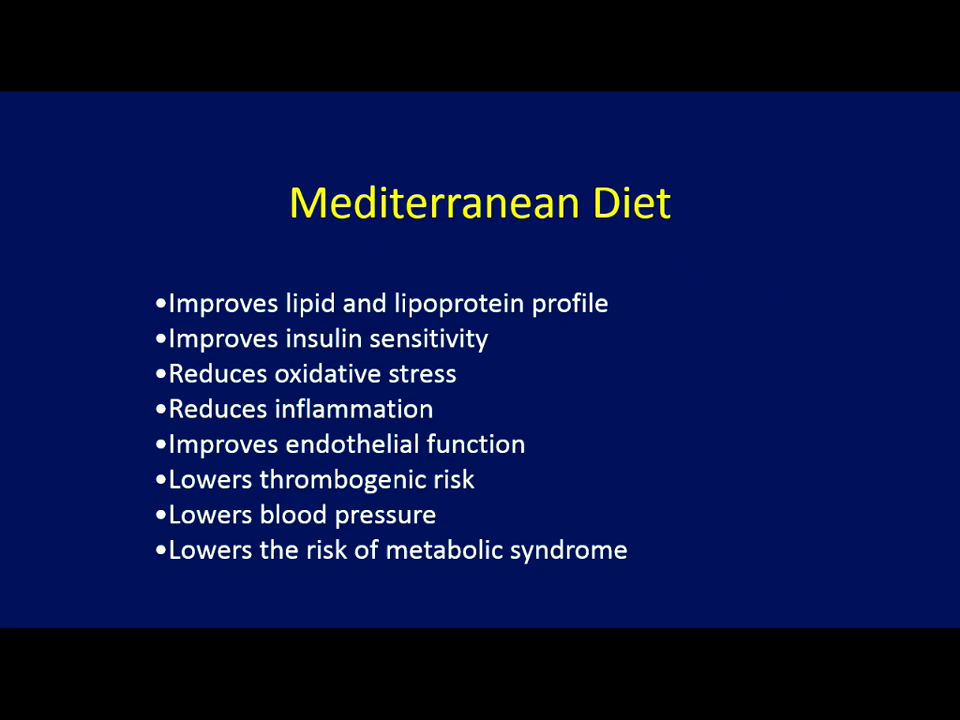 Mediterranean Diet
•Improves lipid and lipoprotein profile
•Improves insulin sensitivity
•Reduces oxidative stress
•Reduces inflammation
•Improves endothelial function
•Lowers thrombogenic risk
•Lowers blood pressure
•Lowers the risk of metabolic syndrome